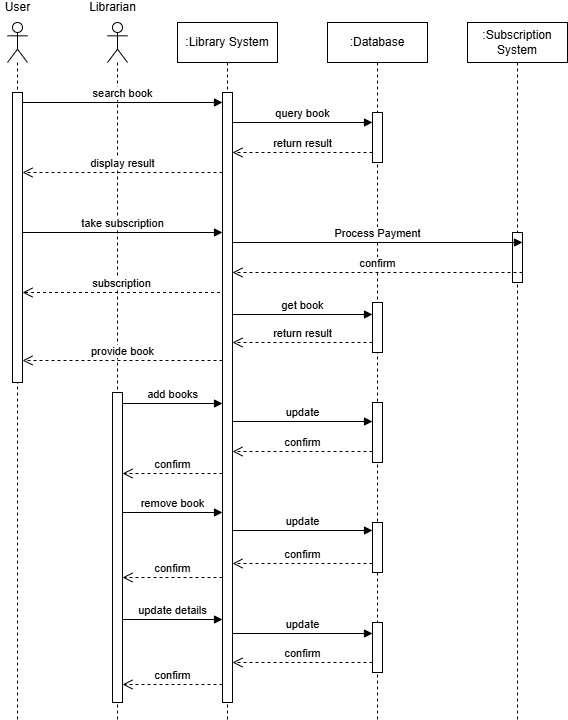 User
Librarian
:Library System
:Database
:Subscription
System
search book
query book
return result
display result
take subscription
Process Payment
confirm
subscription
get book
return result
provide book
add books
update
confirm
confirm
remove book
update
confirm
confirm
update details
update
confirm
confirm